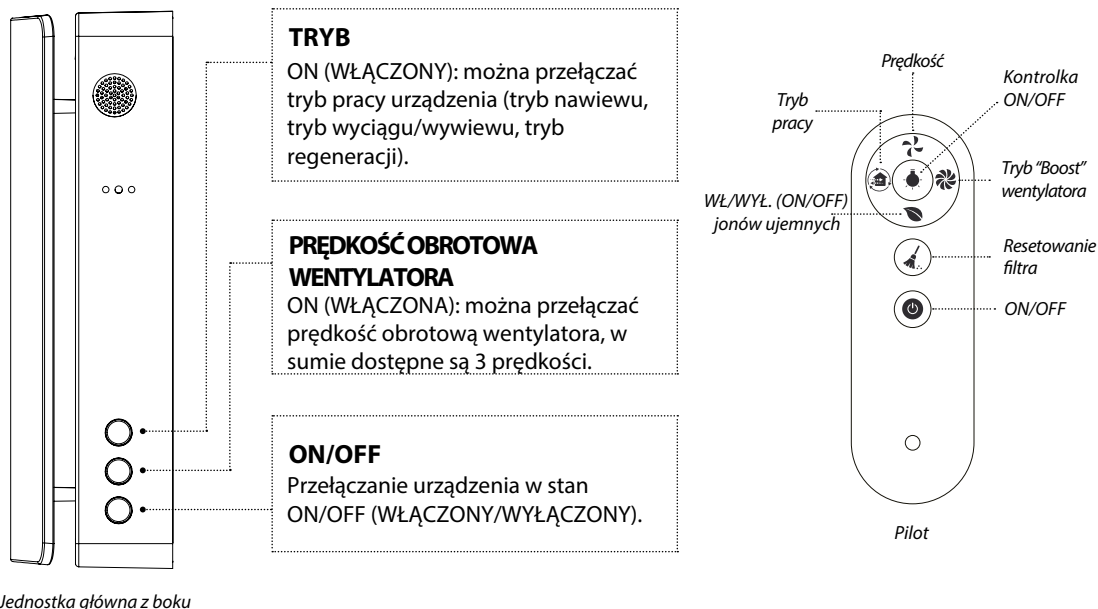 TRYB
ON (WŁĄCZONY): można przełączać
tryb pracy urządzenia (tryb nawiewu,
tryb wyciągu/wywiewu, tryb
regeneracji).
PRĘDKOŚĆ OBROTOWA
WENTYLATORA
ON (WŁĄCZONA): można przełączać
prędkość obrotową wentylatora, w
sumie dostępne są 3 prędkości.
ON/OFF
Przełączanie urządzenia w stan
ON/OFF (WŁĄCZONY/WYŁĄCZONY).
Jednostka główna z boku
Prędkość
Kontrolka
ON/OFF
Tryb
pracy
Tryb “Boost”
wentylatora
WŁ/WYŁ. (ON/OFF)
jonów ujemnych
Resetowanie
filtra
ON/OFF
Pilot